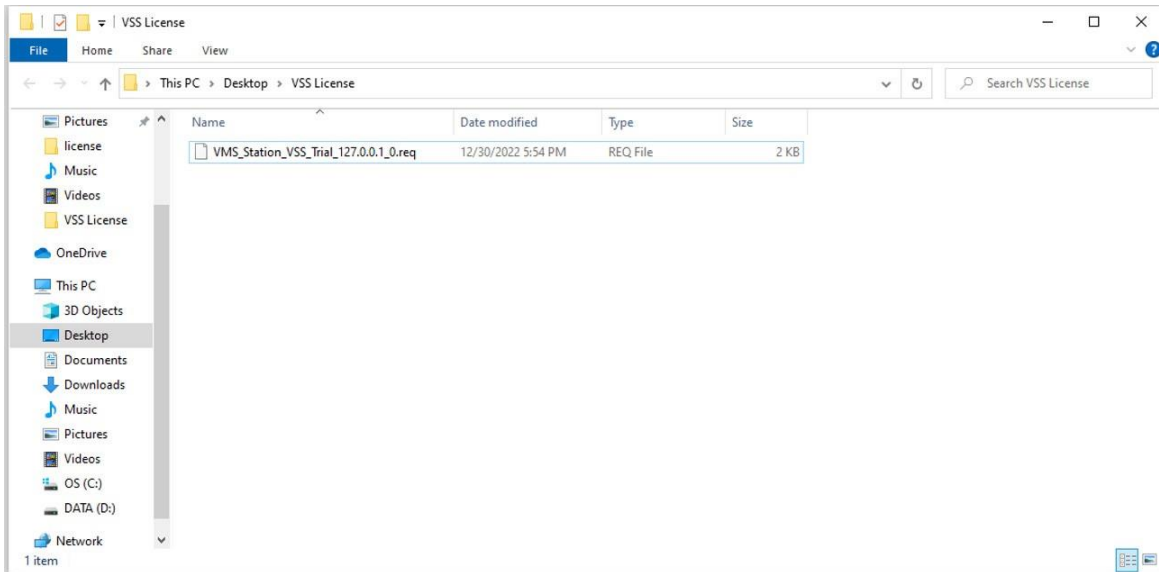 VSS License
File Home Share View
This PC > Desktop > VSS License
Search VSS License
Pictures
license
Music
Videos
VSS License
OneDrive
This PC
3D Objects
Desktop
Documents
Downloads
Music
Pictures
Videos
OS (C:)
DATA (D:)
Network
Name Date modified Type Size
VMS_Station_VSS_Trial_127.0.0.1_0.req 12/30/2022 5:54 PM REQ File 2 KB
1 item